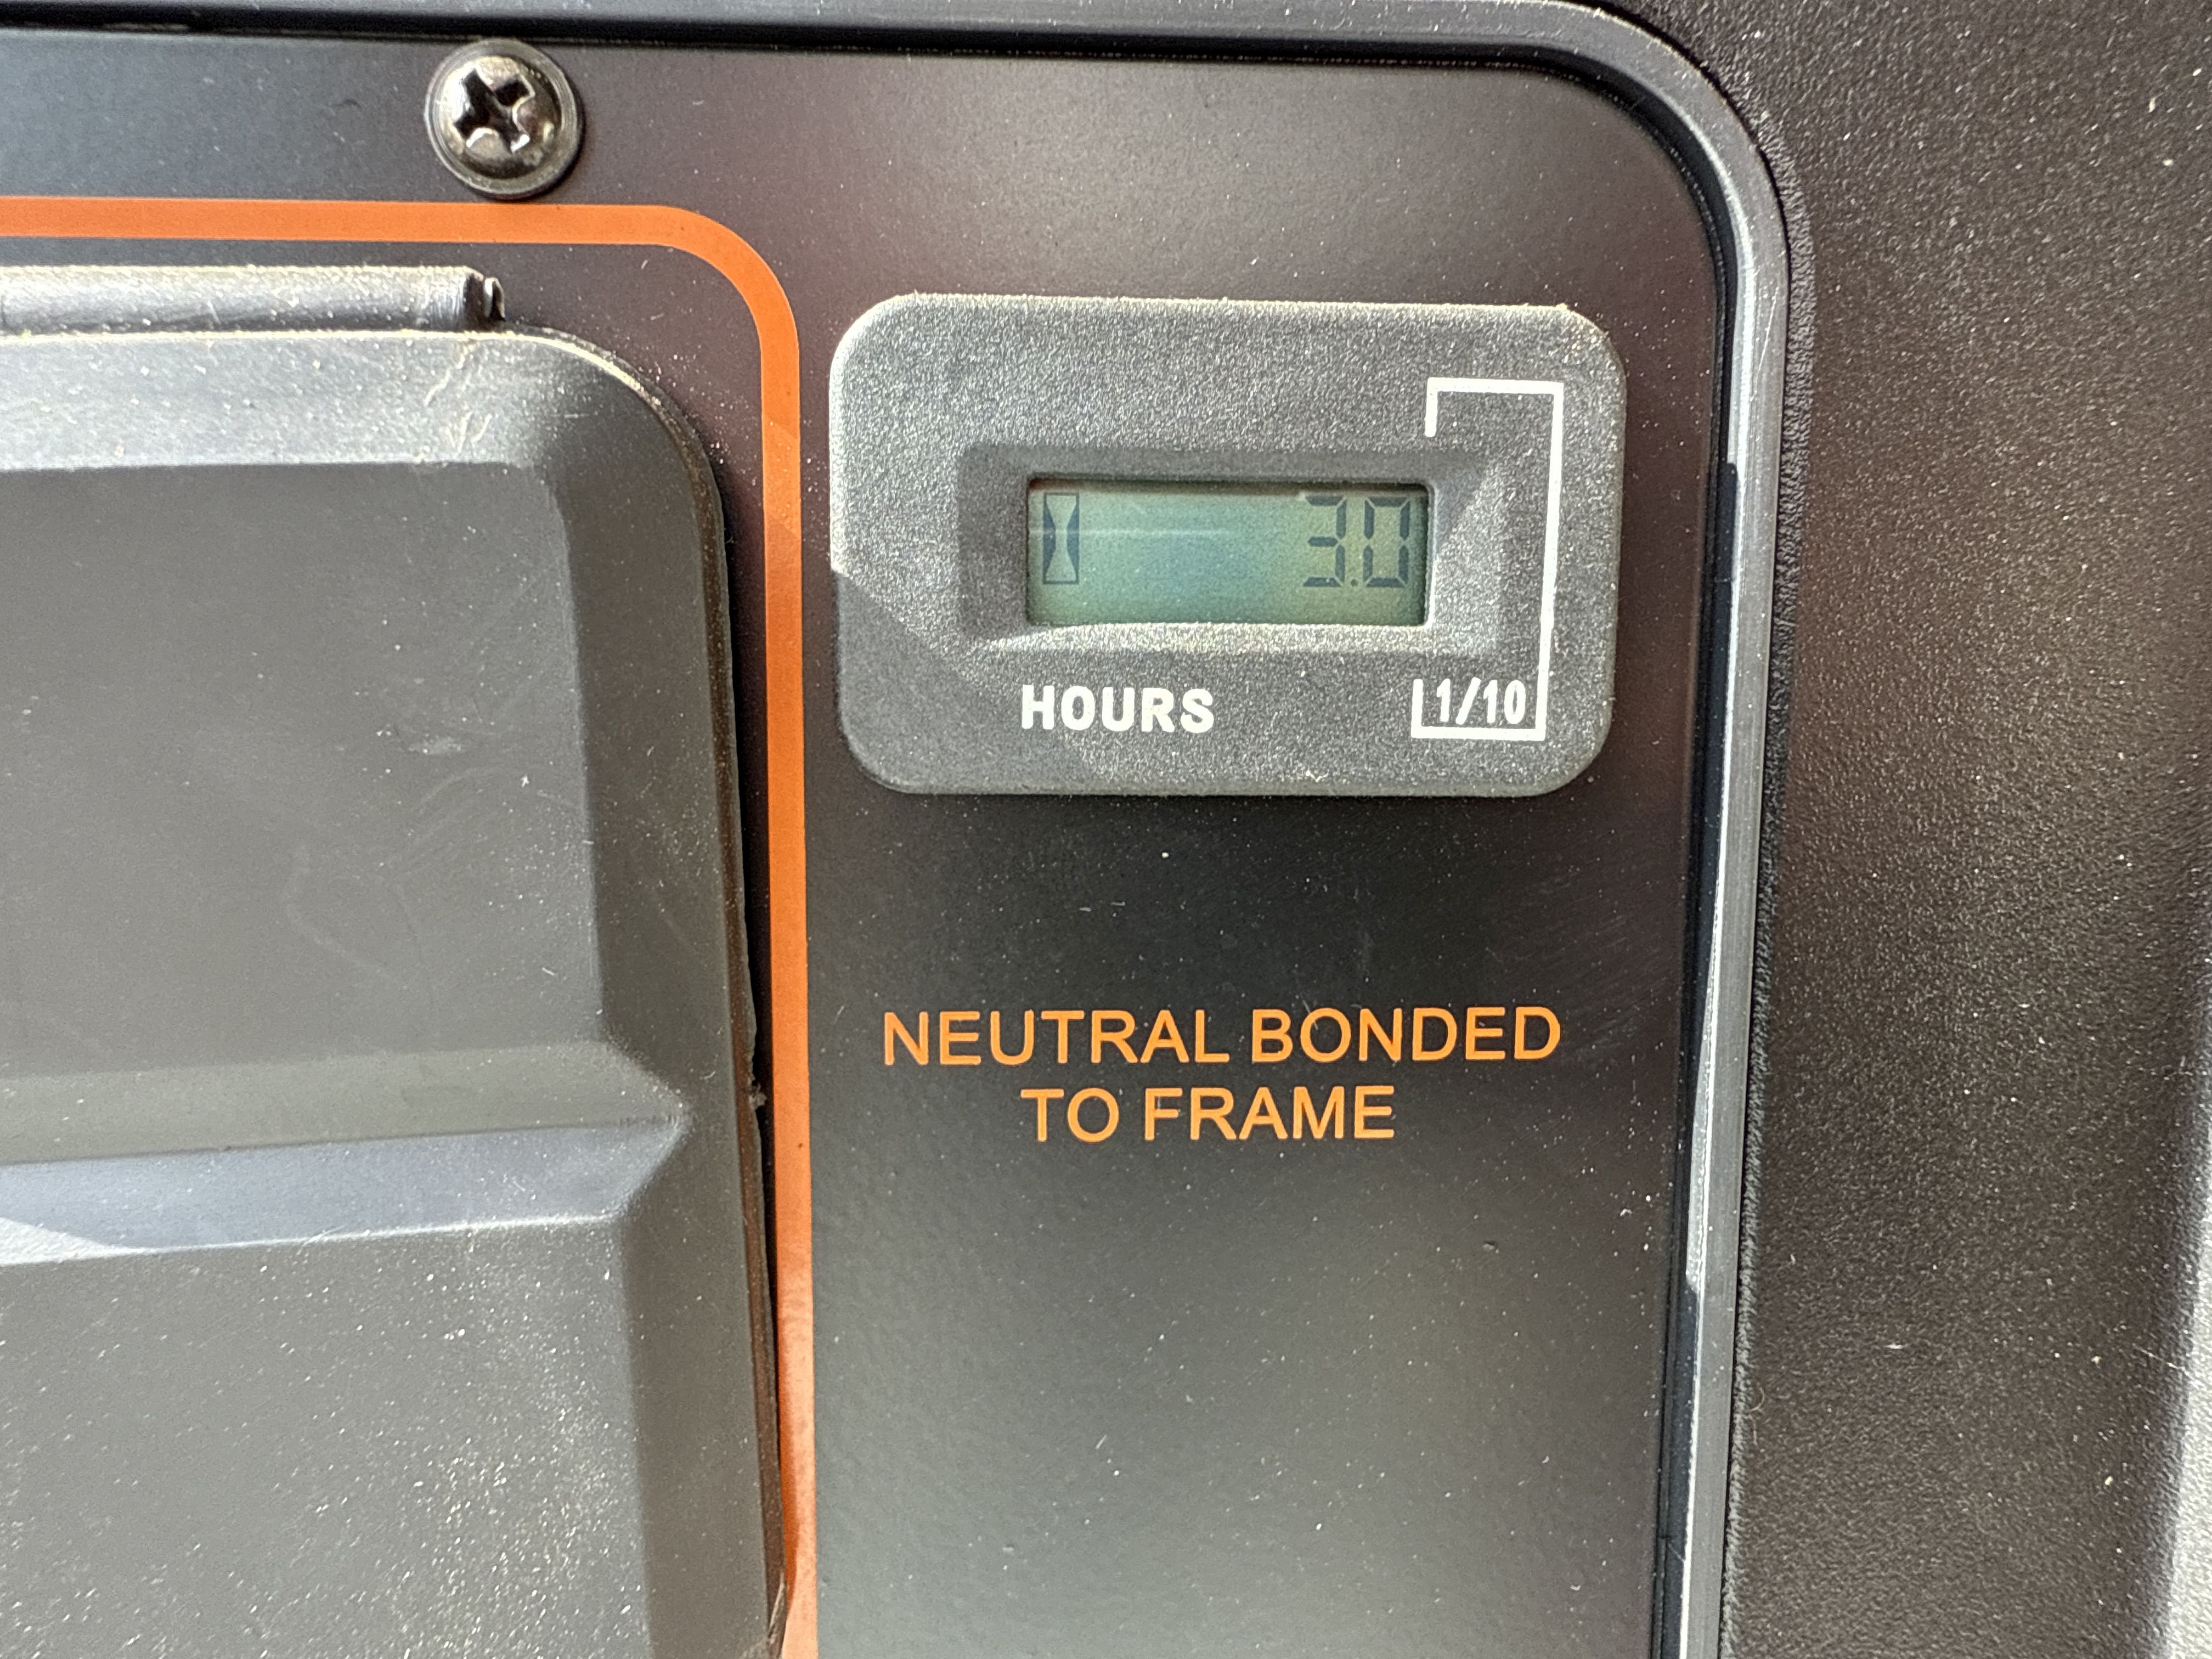 3.0
HOURS 1/10
NEUTRAL BONDED
TO FRAME